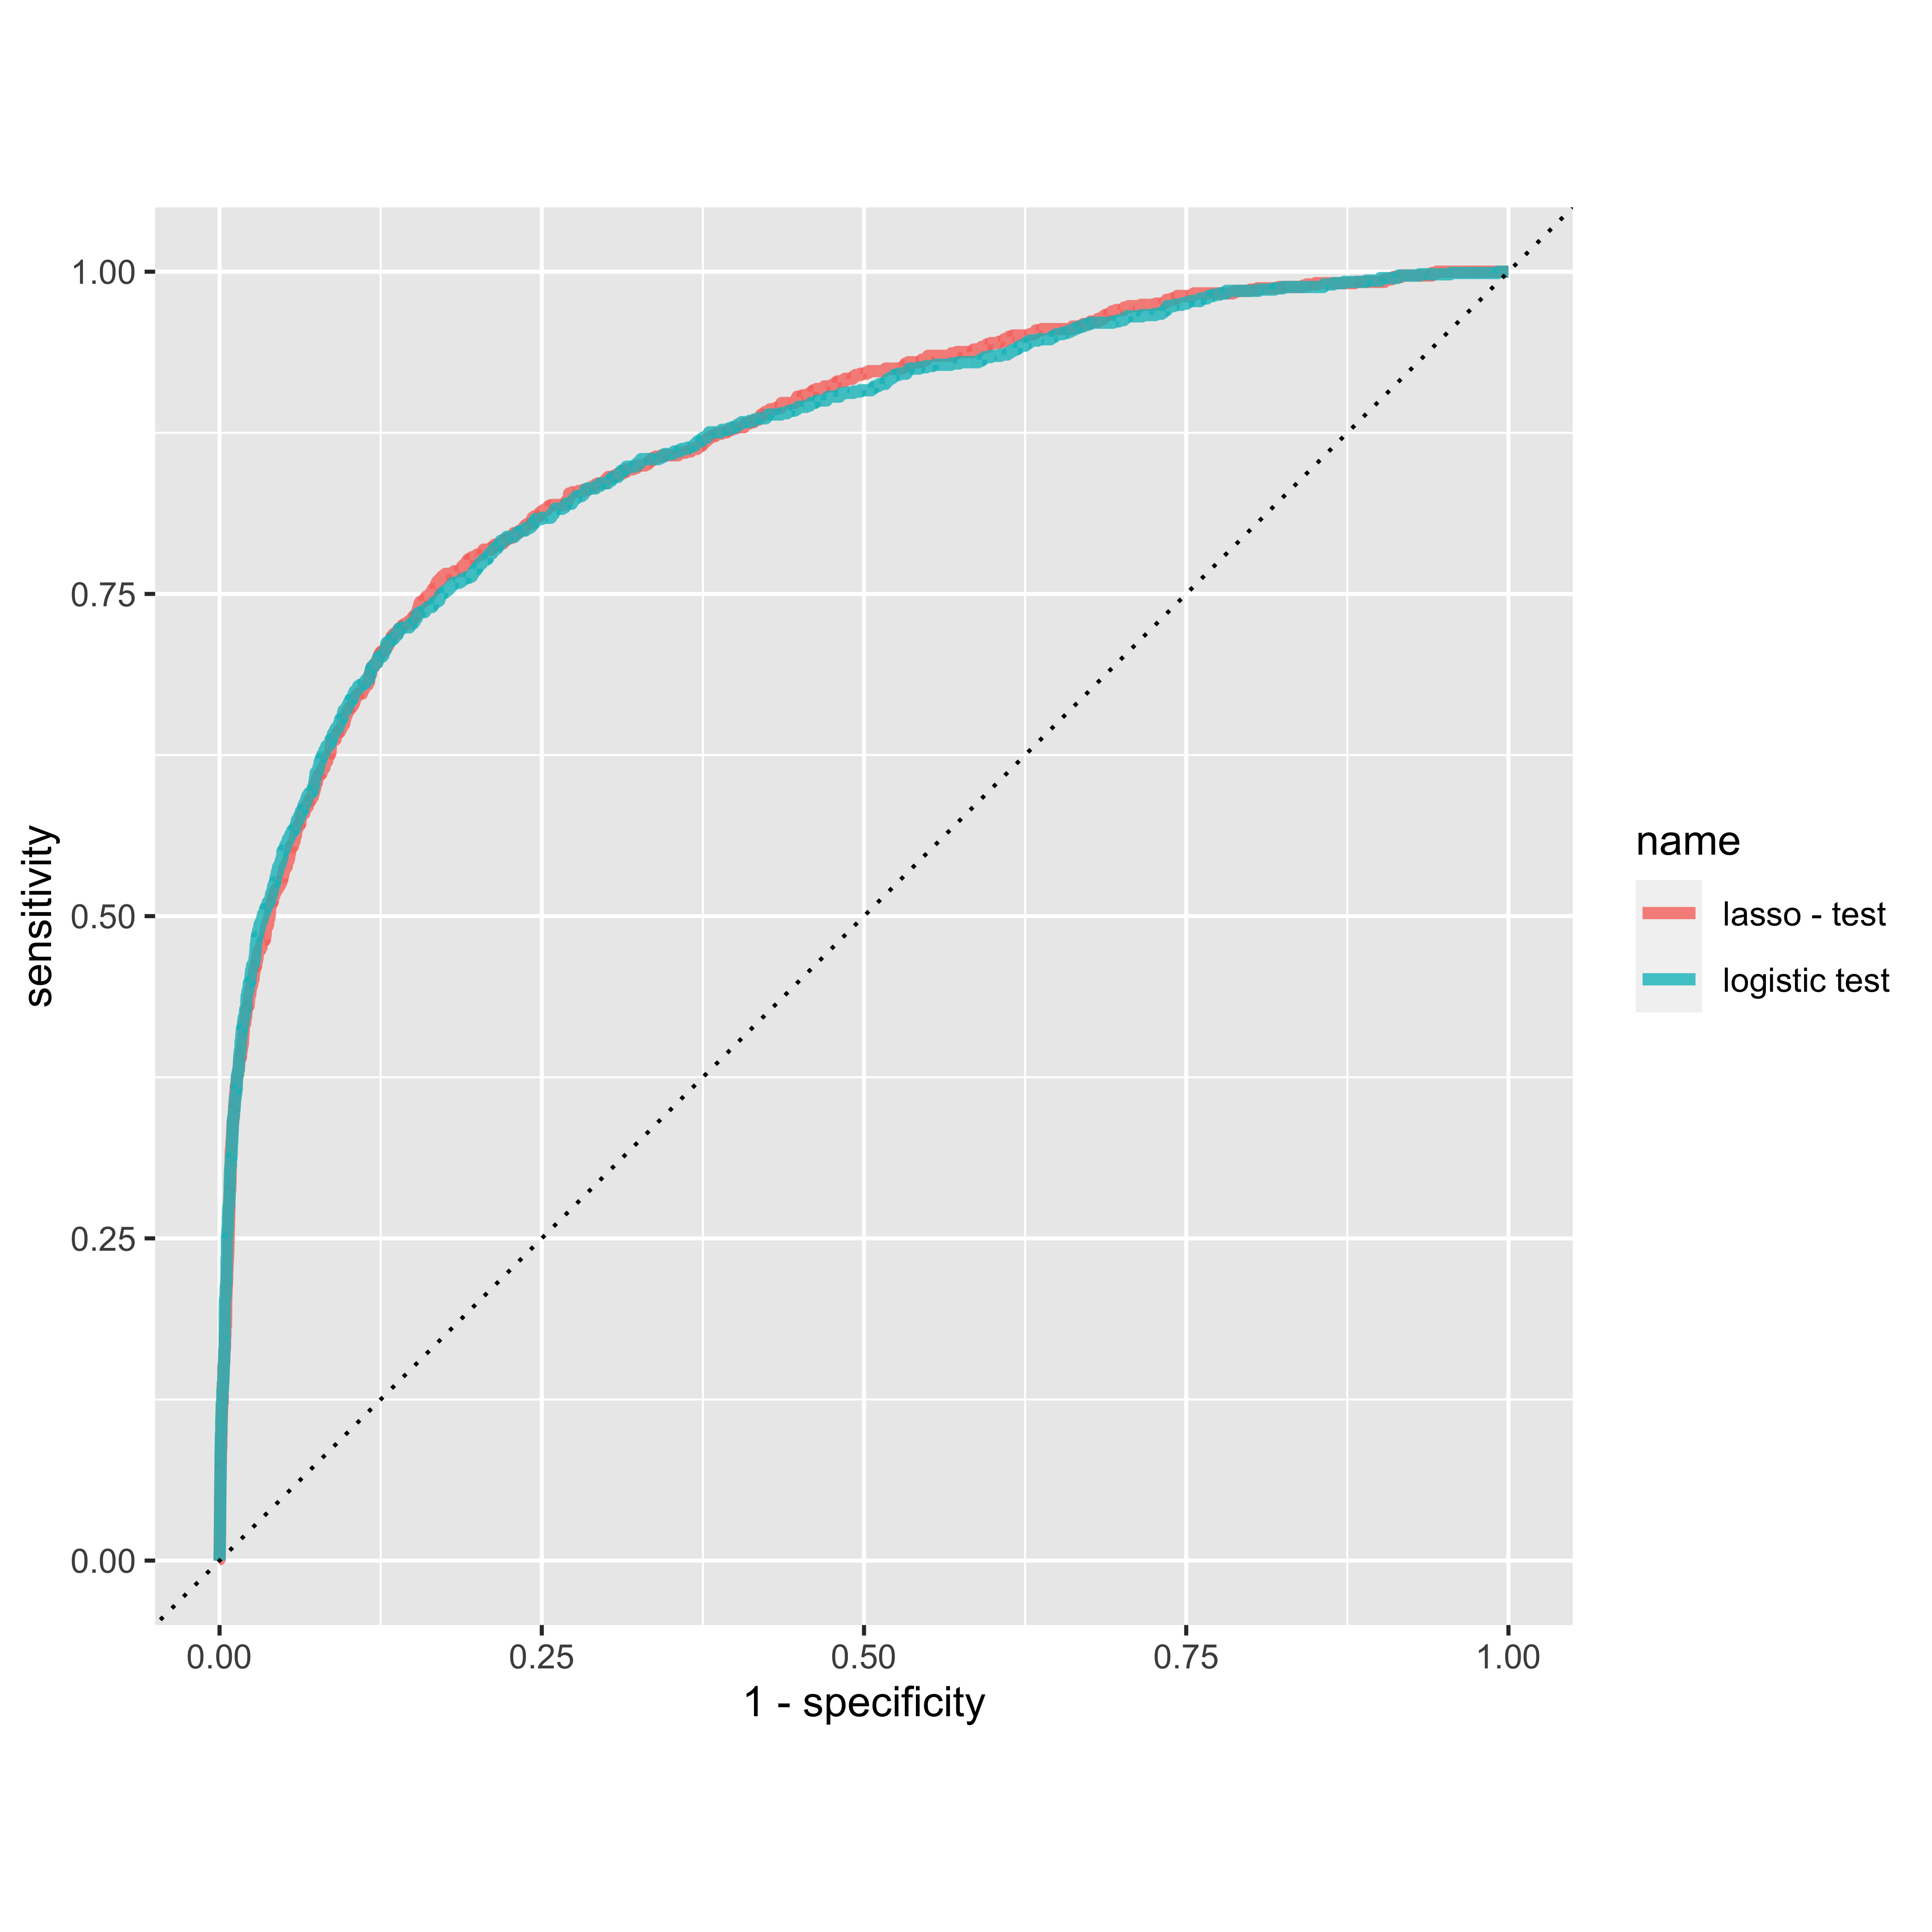 1.00
0.75
0.50
0.25
0.00
sensitivity
0.00 0.25 0.50 0.75 1.00
1 - specificity
name
lasso - test
logistic test